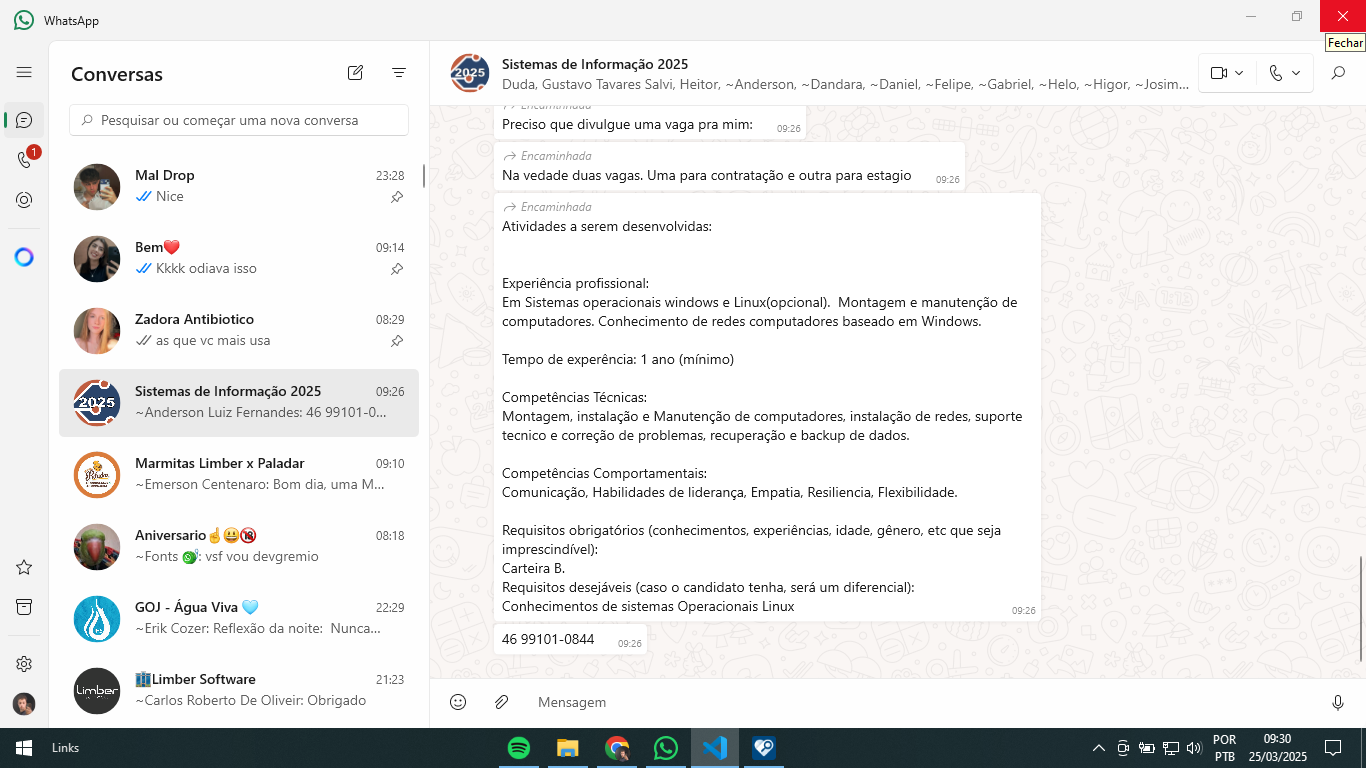 WhatsApp
Fechar
Conversas
Pesquisar ou começar uma nova conversa
1
Mal Drop
23:28
Nice
Bem❤️
09:14
Kkkk odiava isso
Zadora Antibiotico
08:29
as que vc mais usa
2025
Sistemas de Informação 2025
09:26
~Anderson Luiz Fernandes: 46 99101-0...
Marmitas Limber x Paladar
09:10
~Emerson Centenaro: Bom dia, uma M...
Aniversario☝️😃🔞
08:18
~Fonts : vsf vou devgremio
GOJ - Água Viva 🩵
22:29
~Erik Cozer: Reflexão da noite: Nunca...
Limber
Limber Software
21:23
~Carlos Roberto De Oliveir: Obrigado
2025
Sistemas de Informação 2025
Duda, Gustavo Tavares Salvi, Heitor, ~Anderson, ~Dandara, ~Daniel, ~Felipe, ~Gabriel, ~Helo, ~Higor, ~Josim...
Encaminhada
Preciso que divulgue uma vaga pra mim:
09:26
Encaminhada
Na vedade duas vagas. Uma para contratação e outra para estagio
09:26
Encaminhada
Atividades a serem desenvolvidas:
Experiência profissional:
Em Sistemas operacionais windows e Linux(opcional).  Montagem e manutenção de
computadores. Conhecimento de redes computadores baseado em Windows.
Tempo de experência: 1 ano (mínimo)
Competências Técnicas:
Montagem, instalação e Manutenção de computadores, instalação de redes, suporte
tecnico e correção de problemas, recuperação e backup de dados.
Competências Comportamentais:
Comunicação, Habilidades de liderança, Empatia, Resiliencia, Flexibilidade.
Requisitos obrigatórios (conhecimentos, experiências, idade, gênero, etc que seja
imprescindível):
Carteira B.
Requisitos desejáveis (caso o candidato tenha, será um diferencial):
Conhecimentos de sistemas Operacionais Linux
09:26
46 99101-0844
09:26
Mensagem
Links
POR
PTB
09:30
25/03/2025